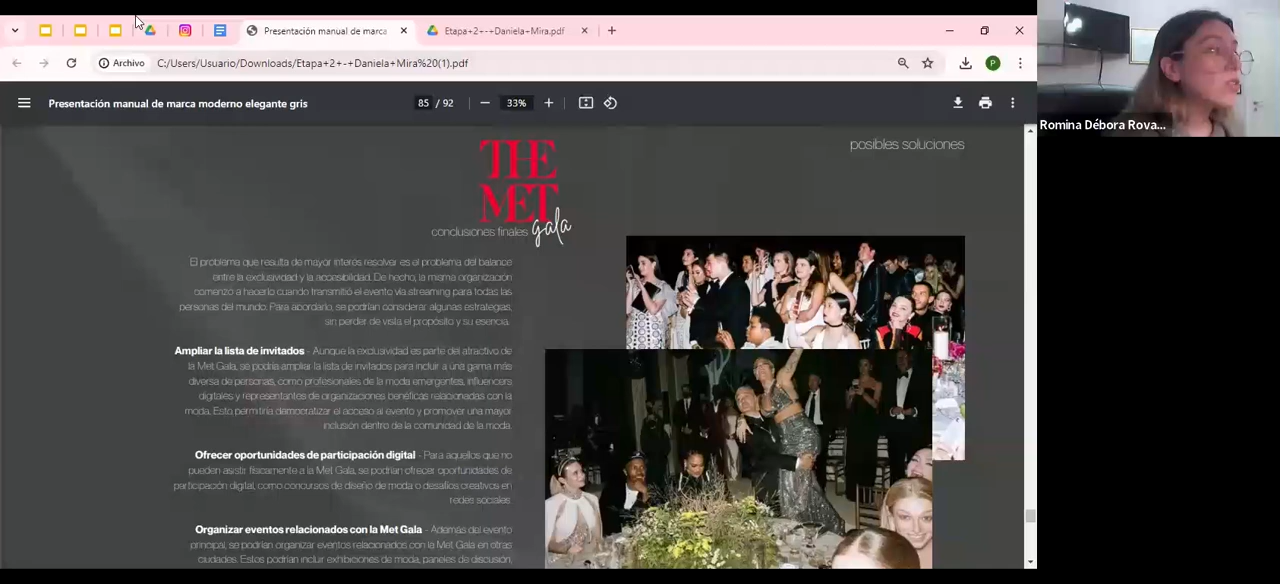 Presentación manual de marca
Etapa+2+-+Daniela+Mira.pdf
Archivo
C:/Users/Usuario/Downloads/Etapa+2+-+Daniela+Mira%20(1).pdf
P
Presentación manual de marca moderno elegante gris
85 / 92
33%
THE
MET
gala
conclusiones finales
posibles soluciones
El problema que resulta de mayor interés resolver es el problema del balance
entre la exclusividad y la accesibilidad. De hecho, la misma organización
comenzó a hacerlo cuando transmitió el evento vía streaming para todas las
personas del mundo. Para abordarlo, se podrían considerar algunas estrategias,
sin perder de vista el propósito y su esencia.
Ampliar la lista de invitados - Aunque la exclusividad es parte del atractivo de
la Met Gala, se podría ampliar la lista de invitados para incluir a una gama más
diversa de personas, como profesionales de la moda emergentes, influencers
digitales y representantes de organizaciones benéficas relacionadas con la
moda. Esto permitiría democratizar el acceso al evento y promover una mayor
inclusión dentro de la comunidad de la moda.
Ofrecer oportunidades de participación digital - Para aquellos que no
pueden asistir físicamente a la Met Gala, se podrían ofrecer oportunidades de
participación digital, como concursos de diseño de moda o desafíos creativos en
redes sociales.
Organizar eventos relacionados con la Met Gala - Además del evento
principal, se podrían organizar eventos relacionados con la Met Gala en otras
ciudades. Estos podrían incluir exhibiciones de moda, paneles de discusión,
Romina Débora Rova...